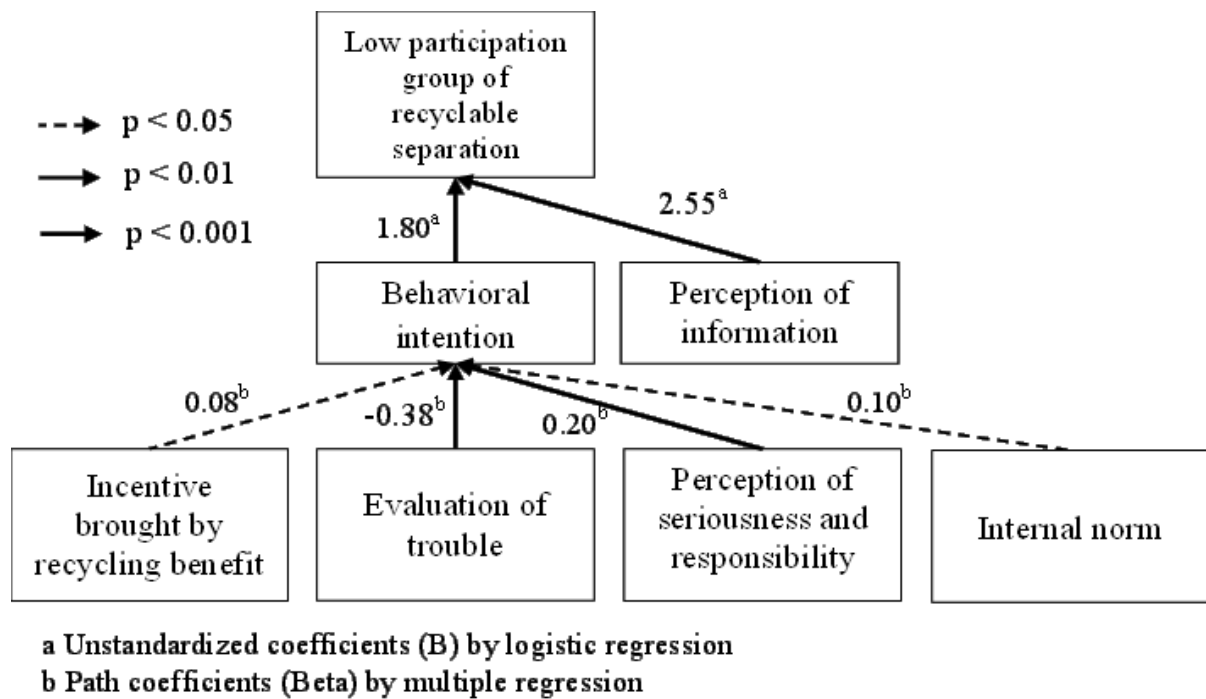 Low participation
group of
recyclable
separation
p < 0.05
p < 0.01
p < 0.001
1.80a
2.55a
Behavioral
intention
Perception of
information
0.08b
-0.38b
0.20b
0.10b
Incentive
brought by
recycling benefit
Evaluation of
trouble
Perception of
seriousness and
responsibility
Internal norm
a Unstandardized coefficients (B) by logistic regression
b Path coefficients (Beta) by multiple regression